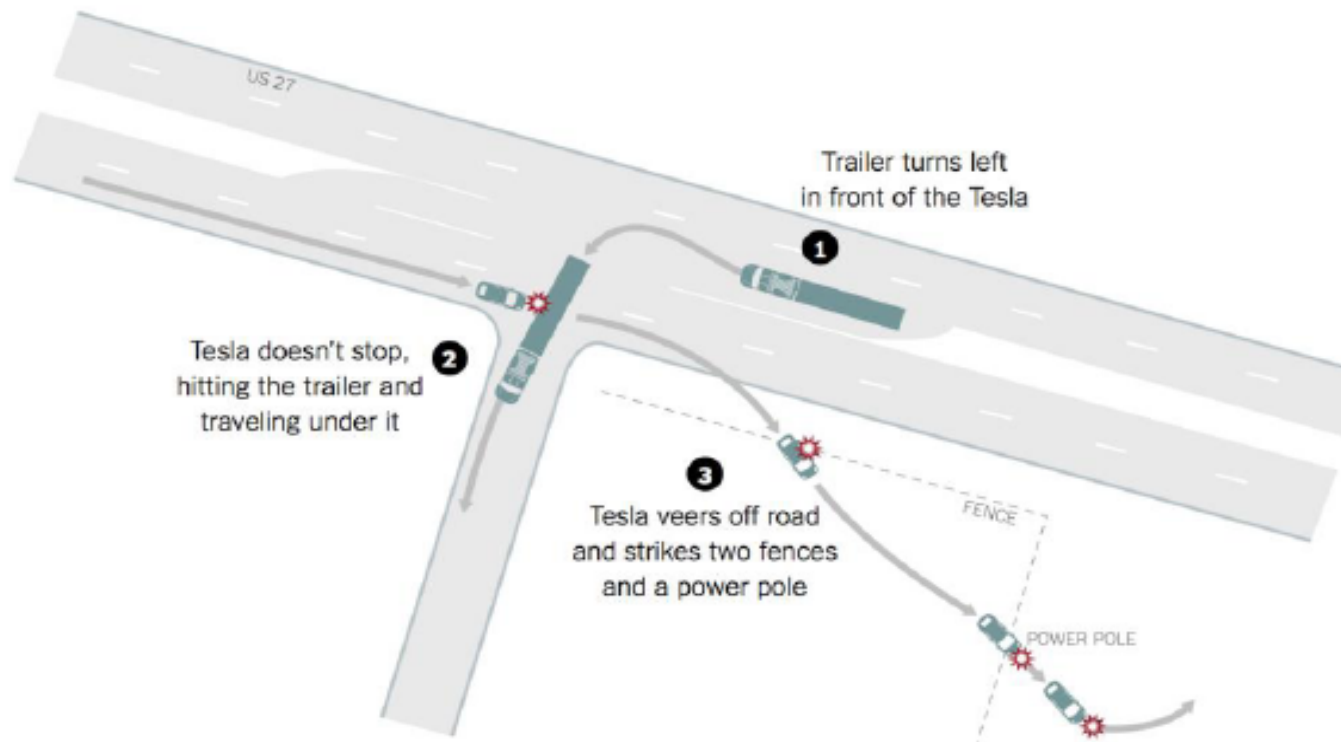 US 27
Trailer turns left
in front of the Tesla
1
Tesla doesn't stop,
hitting the trailer and
traveling under it
2
3
Tesla veers off road
and strikes two fences
and a power pole
FENCE
POWER POLE